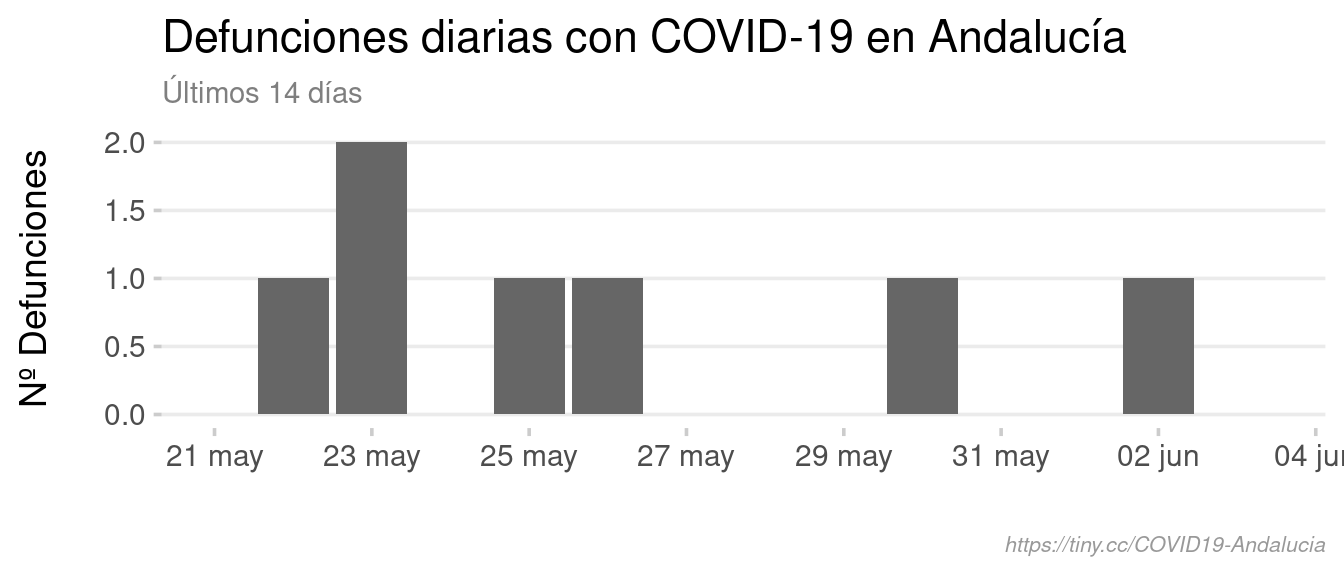 Defunciones diarias con COVID-19 en Andalucía
Últimos 14 días
Nº Defunciones
2.0
1.5
1.0
0.5
0.0
21 may 23 may 25 may 27 may 29 may 31 may 02 jun 04 ju
https://tiny.cc/COVID19-Andalucia